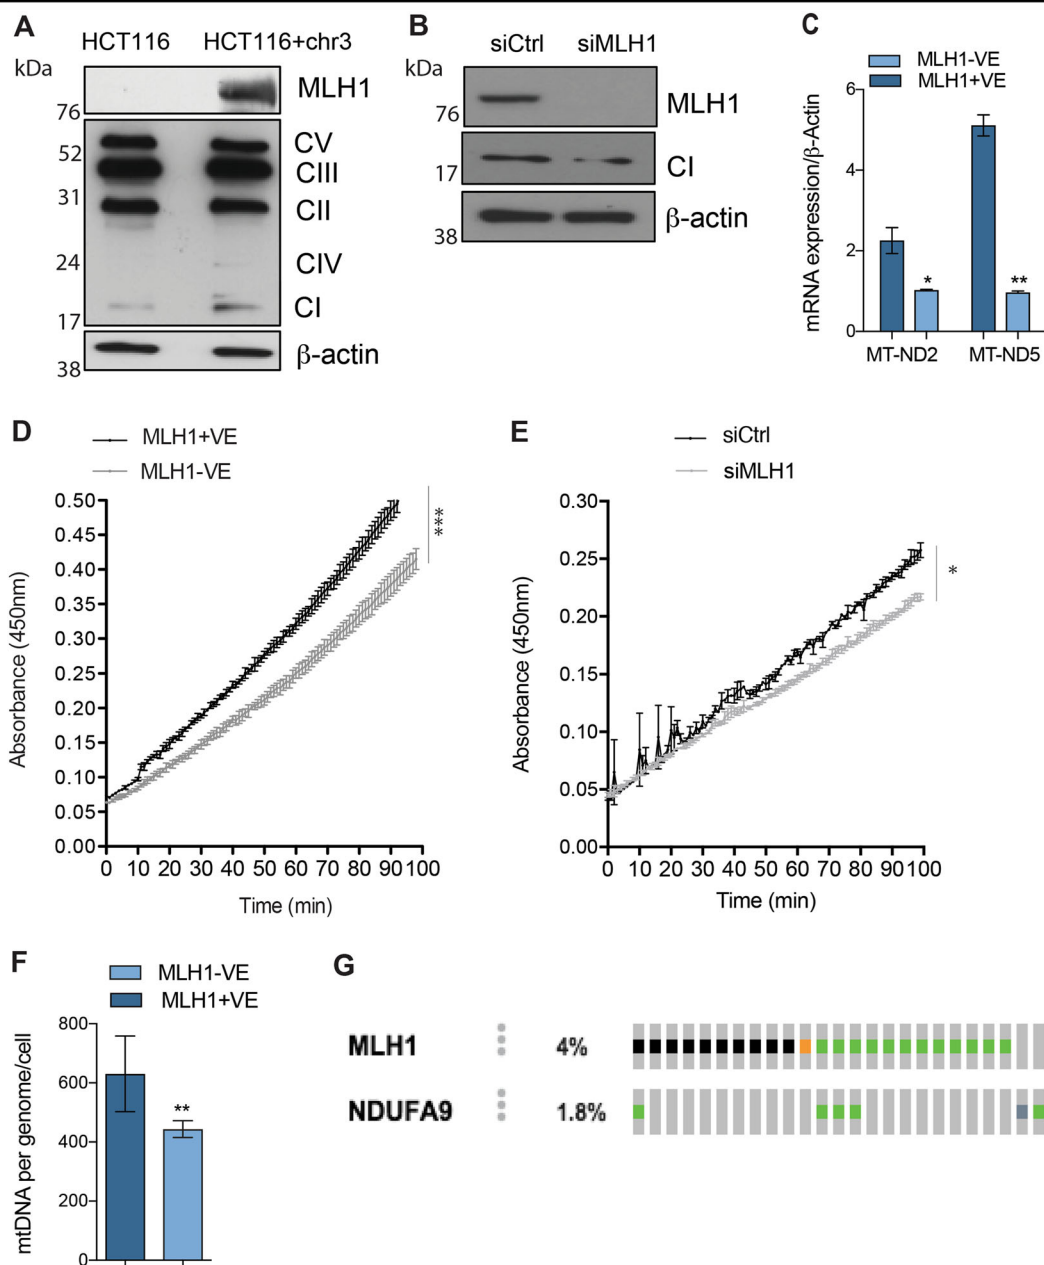 A
HCT116 HCT116+chr3
kDa
MLH1
76
CV
52
CIII
31
CII
24
CIV
CI
17
β-actin
38
B
siCtrl siMLH1
kDa
MLH1
76
CI
17
β-actin
38
C
MLH1-VE
MLH1+VE
mRNA expression/β-Actin
6
4
2
0
*
**
MT-ND2 MT-ND5
D
MLH1+VE
MLH1-VE
Absorbance (450nm)
0.50
0.45
0.40
0.35
0.30
0.25
0.20
0.15
0.10
0.05
0.00
***
0 10 20 30 40 50 60 70 80 90 100
Time (min)
E
siCtrl
siMLH1
Absorbance (450nm)
0.30
0.25
0.20
0.15
0.10
0.05
0.00
*
0 10 20 30 40 50 60 70 80 90 100
Time (min)
F
MLH1-VE
MLH1+VE
mtDNA per genome/cell
800
600
400
200
0
**
G
MLH1 4%
NDUFA9 1.8%